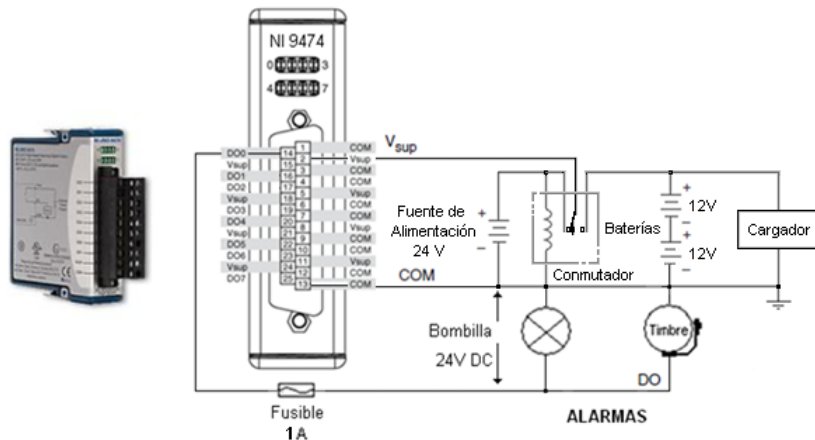 NI 9474
0 3
4 7
DO0 14
Vsup 15
DO1 16
DO2 17
Vsup 18
DO3 19
DO4 20
Vsup 21
DO5 22
DO6 23
Vsup 24
DO7 25
1 COM
2 Vsup
3 COM
4 COM
5 Vsup
6 COM
7 COM
8 Vsup
9 COM
10 COM
11 Vsup
12 COM
13 COM
Vsup
Fuente de
Alimentación
24 V
+
−
COM
Conmutador
Baterías
+
12V
−
+
12V
−
Cargador
Bombilla
24V DC
Timbre
DO
Fusible
1A
ALARMAS